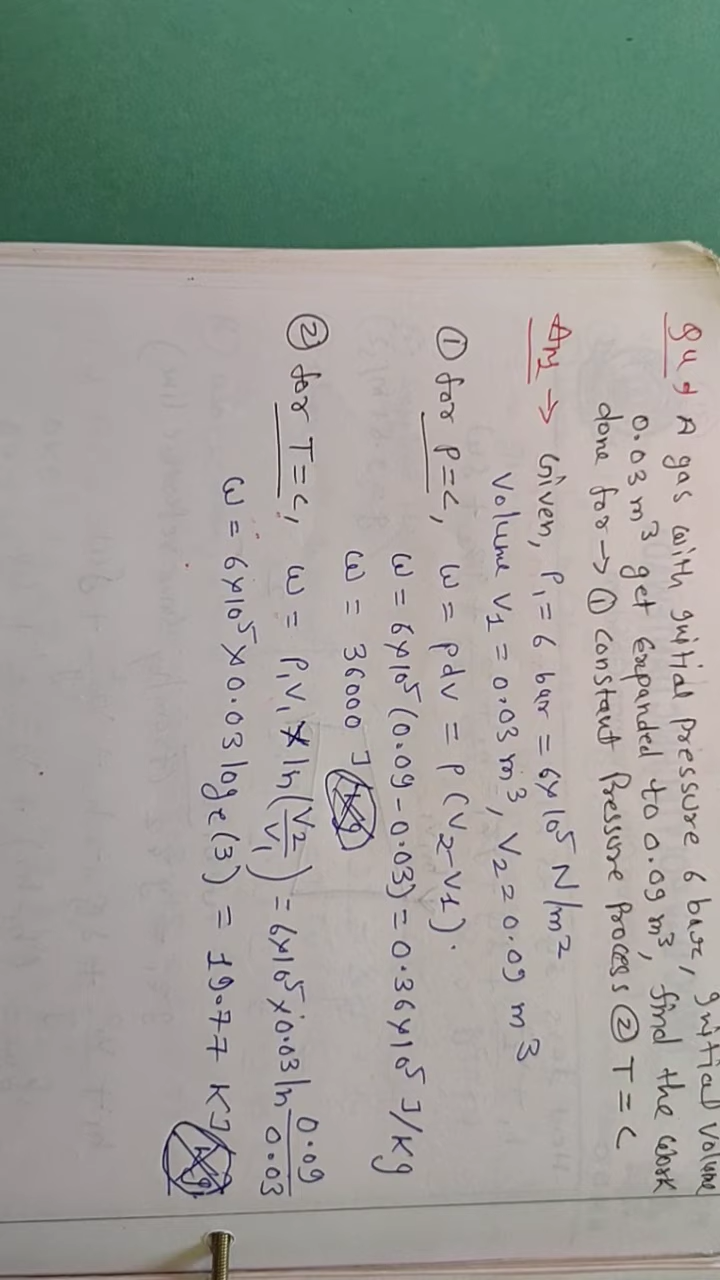 Que A gas with initial pressure 6 bar, initial volume
0.03 m³ get expanded to 0.09 m³, find the work
done for → ① constant pressure process ② T = C
Ans → Given, P₁ = 6 bar = 6×10⁵ N/m²
Volume V₁ = 0.03 m³, V₂ = 0.09 m³
① for P=C, W = Pdv = P(V₂-V₁).
W = 6×10⁵ (0.09-0.03) = 0.36×10⁵ J/Kg
W = 36000 J
② for T=C, W = P₁V₁ ln(V₂/V₁) = 6×10⁵×0.03 ln 0.09/0.03
W = 6×10⁵×0.03 logₑ(3) = 19.77 KJ